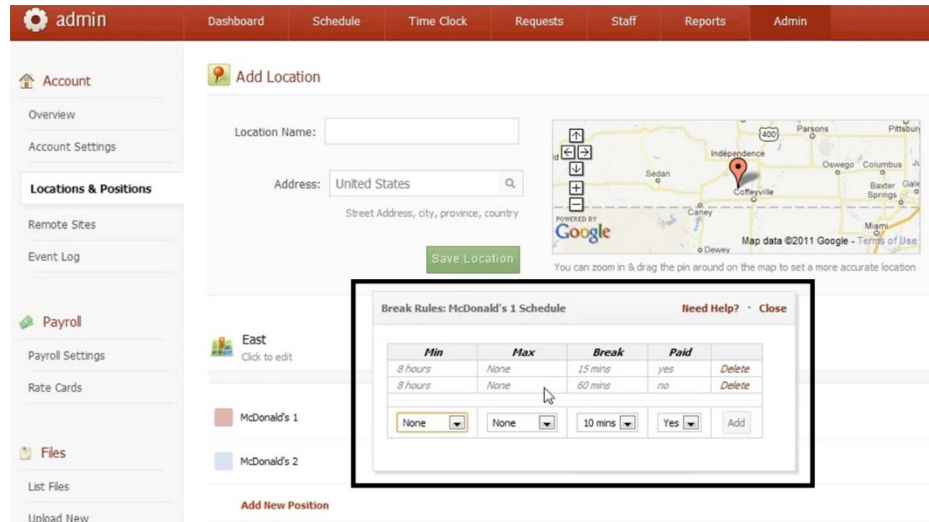 admin
Dashboard Schedule Time Clock Requests Staff Reports Admin
Account
Overview
Account Settings
Locations & Positions
Remote Sites
Event Log
Payroll
Payroll Settings
Rate Cards
Files
List Files
Upload New
Add Location
Location Name:
Address: United States
Street Address, city, province, country
Save Location
400 Parsons Pittsbur
Independence
Sedan Oswego Columbus
Coffeyville Baxter Springs Gale
Caney
Miami
Dewey
POWERED BY
Google
Map data ©2011 Google - Terms of Use
You can zoom in & drag the pin around on the map to set a more accurate location
East
Click to edit
McDonald's 1
McDonald's 2
Add New Position
Break Rules: McDonald's 1 Schedule Need Help? · Close
Min Max Break Paid
8 hours None 15 mins yes Delete
8 hours None 60 mins no Delete
None None 10 mins Yes Add